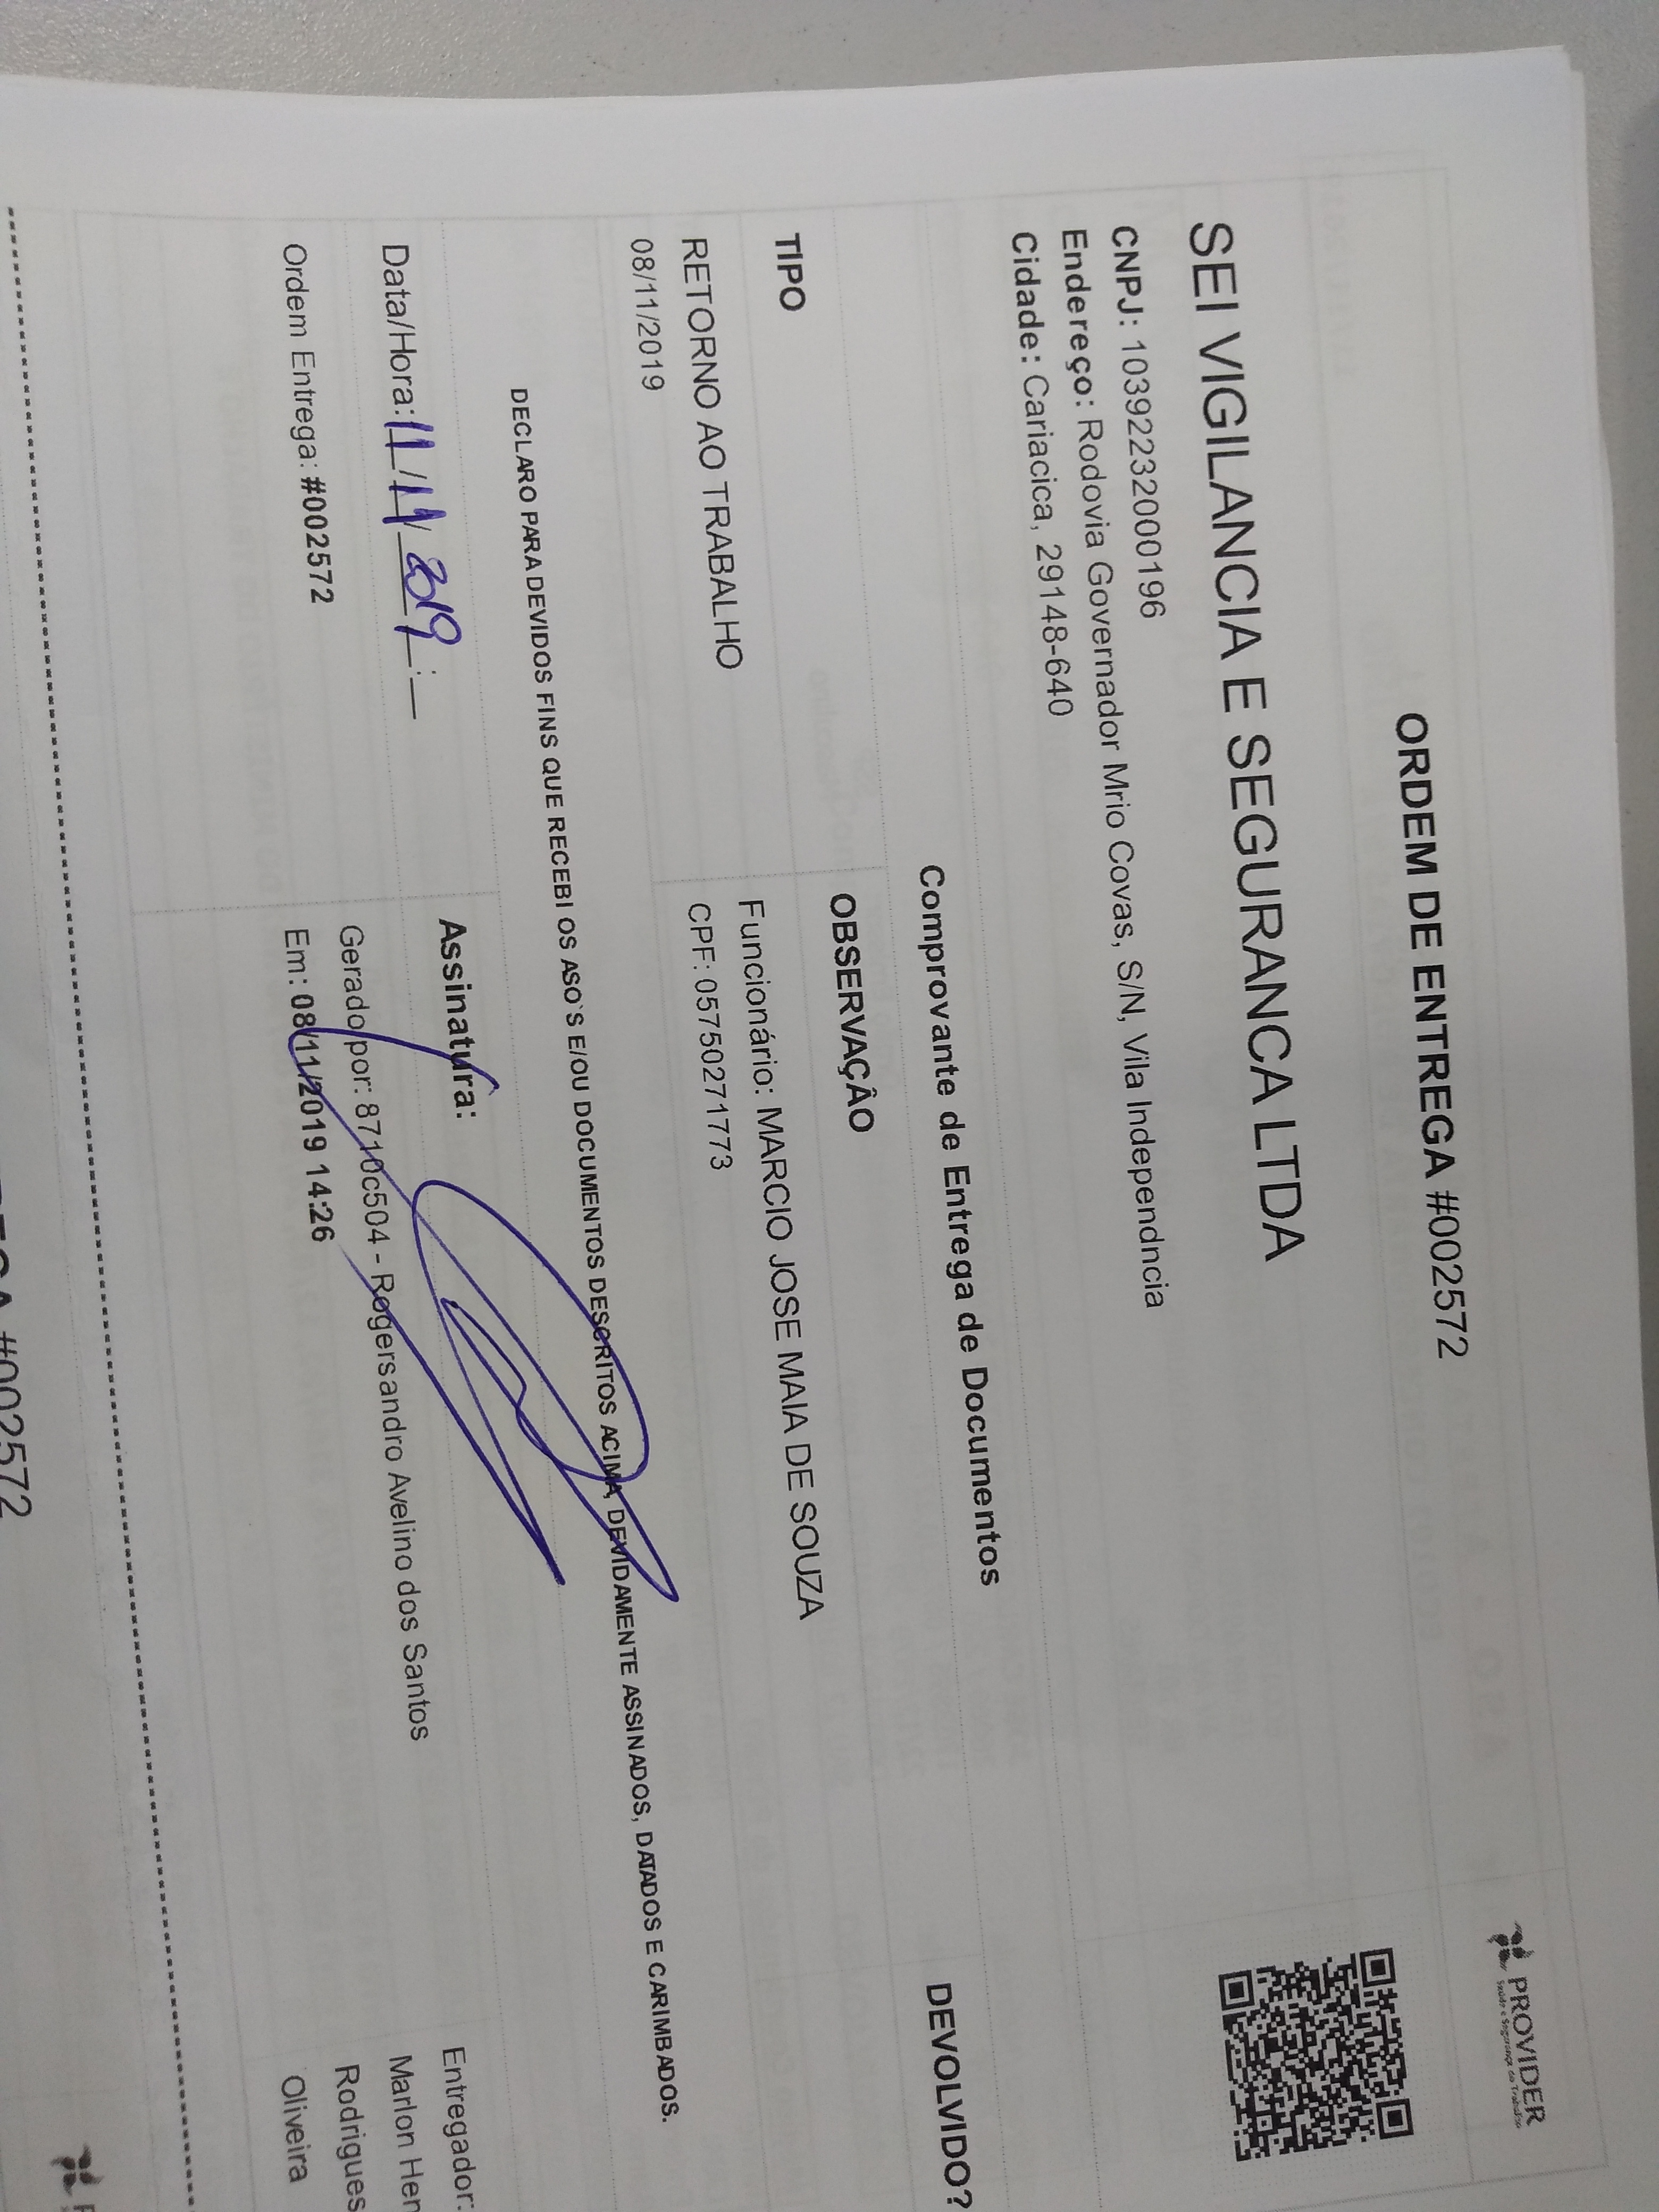 ORDEM DE ENTREGA #002572
PROVIDER
Saúde e Segurança do Trabalho
SEI VIGILANCIA E SEGURANCA LTDA
CNPJ: 10392232000196
Endereço: Rodovia Governador Mrio Covas, S/N, Vila Independncia
Cidade: Cariacica, 29148-640
Comprovante de Entrega de Documentos
TIPO
OBSERVAÇÃO
DEVOLVIDO?
RETORNO AO TRABALHO
08/11/2019
Funcionário: MARCIO JOSE MAIA DE SOUZA
CPF: 05750271773
DECLARO PARA DEVIDOS FINS QUE RECEBI OS ASO`S E/OU DOCUMENTOS DESCRITOS ACIMA, DEVIDAMENTE ASSINADOS, DATADOS E CARIMBADOS.
Data/Hora: 11/11/2019 __:__
Ordem Entrega: #002572
Assinatura:
Gerado por: 8710c504 - Rogersandro Avelino dos Santos
Em: 08/11/2019 14:26
Entregador:
Marlon Hen
Rodrigues
Oliveira
#002572